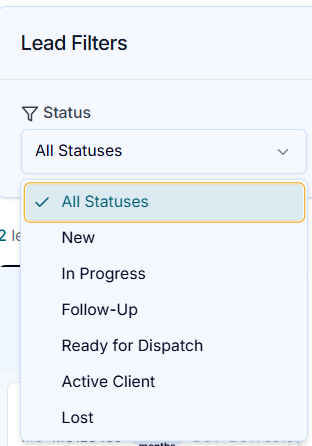 Lead Filters
Status
All Statuses
All Statuses
2 le
New
In Progress
Follow-Up
Ready for Dispatch
Active Client
Lost
months